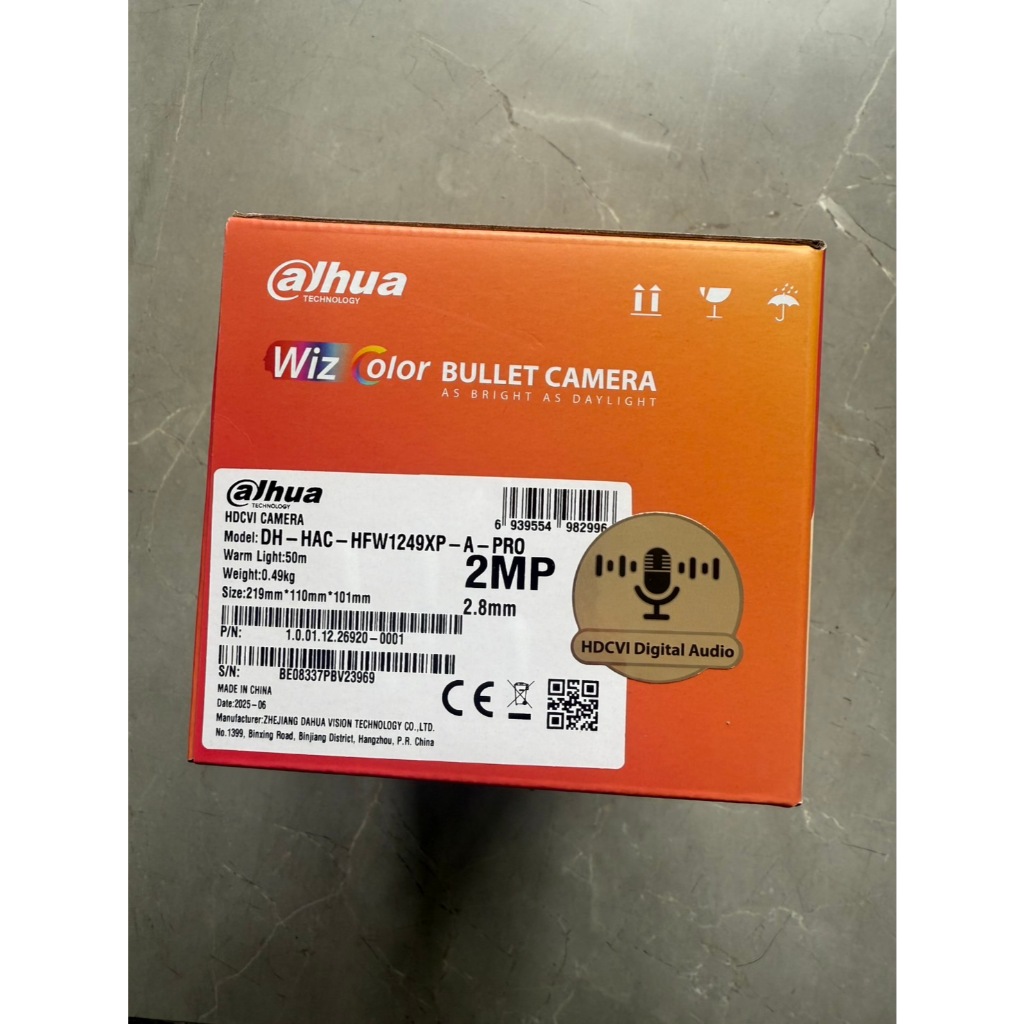 alhua
TECHNOLOGY
Wiz Color BULLET CAMERA
AS BRIGHT AS DAYLIGHT
alhua
TECHNOLOGY
HDCVI CAMERA
Model:DH-HAC-HFW1249XP-A-PRO
Warm Light:50m
Weight:0.49kg
Size:219mm*110mm*101mm
2MP
2.8mm
6 939554 982996
P/N: 1.0.01.12.26920-0001
S/N: BE08337PBV23969
MADE IN CHINA
Date:2025-06
Manufacturer:ZHEJIANG DAHUA VISION TECHNOLOGY CO.,LTD.
No.1399, Binxing Road, Binjiang District, Hangzhou, P.R. China
CE
HDCVI Digital Audio